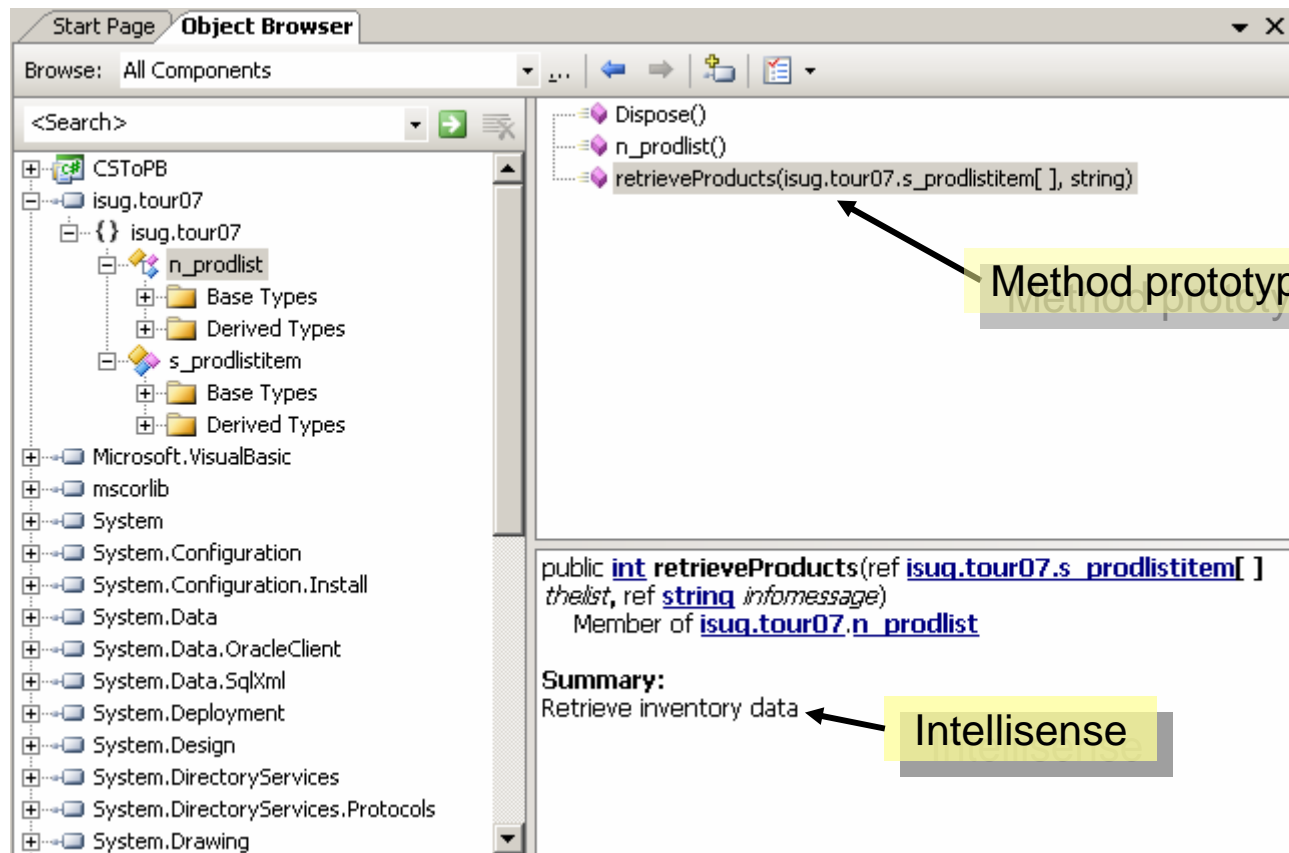 Start Page Object Browser
Browse: All Components ...
<Search>
CSToPB
isug.tour07
{} isug.tour07
n_prodlist
Base Types
Derived Types
s_prodlistitem
Base Types
Derived Types
Microsoft.VisualBasic
mscorlib
System
System.Configuration
System.Configuration.Install
System.Data
System.Data.OracleClient
System.Data.SqlXml
System.Deployment
System.Design
System.DirectoryServices
System.DirectoryServices.Protocols
System.Drawing
Dispose()
n_prodlist()
retrieveProducts(isug.tour07.s_prodlistitem[ ], string)
Method prototyp
public int retrieveProducts(ref isug.tour07.s_prodlistitem[ ]
thelist, ref string infomessage)
Member of isug.tour07.n_prodlist
Summary:
Retrieve inventory data
Intellisense